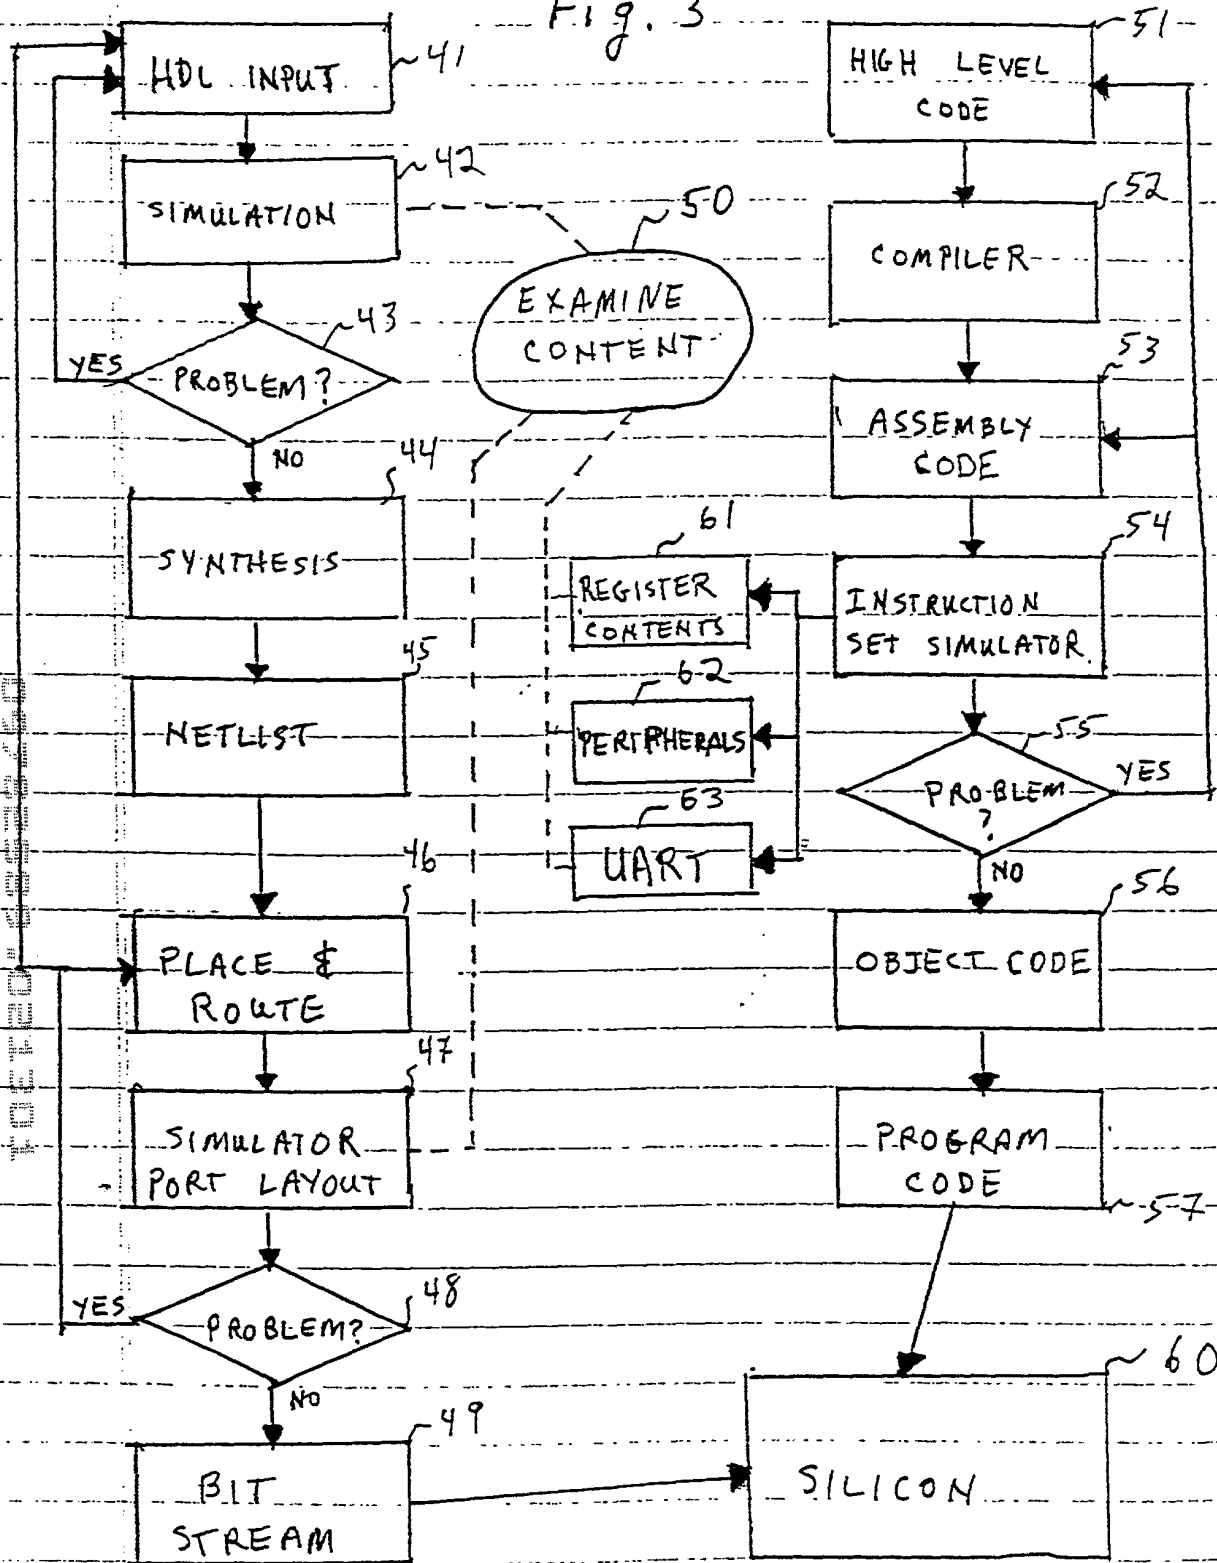 Fig. 3
HDL INPUT
41
SIMULATION
42
YES
PROBLEM?
43
NO
44
SYNTHESIS
45
NETLIST
46
PLACE &
ROUTE
47
SIMULATOR
PORT LAYOUT
YES
PROBLEM?
48
NO
49
BIT
STREAM
50
EXAMINE
CONTENT
61
REGISTER
CONTENTS
62
PERIPHERALS
63
UART
51
HIGH LEVEL
CODE
52
COMPILER
53
ASSEMBLY
CODE
54
INSTRUCTION
SET SIMULATOR
55
PROBLEM
?
YES
NO
56
OBJECT CODE
PROGRAM
CODE
57
60
SILICON